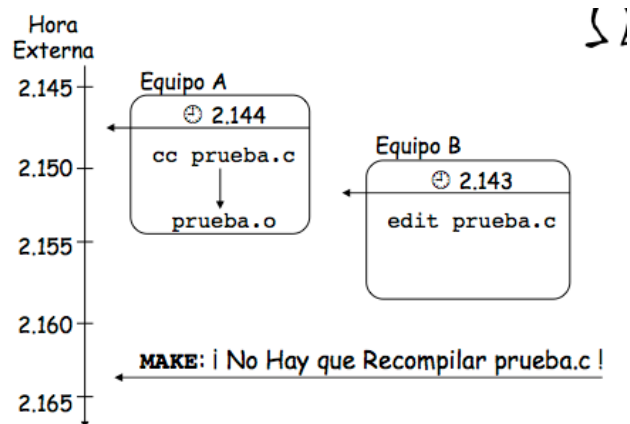 Hora
Externa
2.145
Equipo A
2.144
cc prueba.c
prueba.o
2.150
Equipo B
2.143
edit prueba.c
2.155
2.160
MAKE: ¡ No Hay que Recompilar prueba.c !
2.165